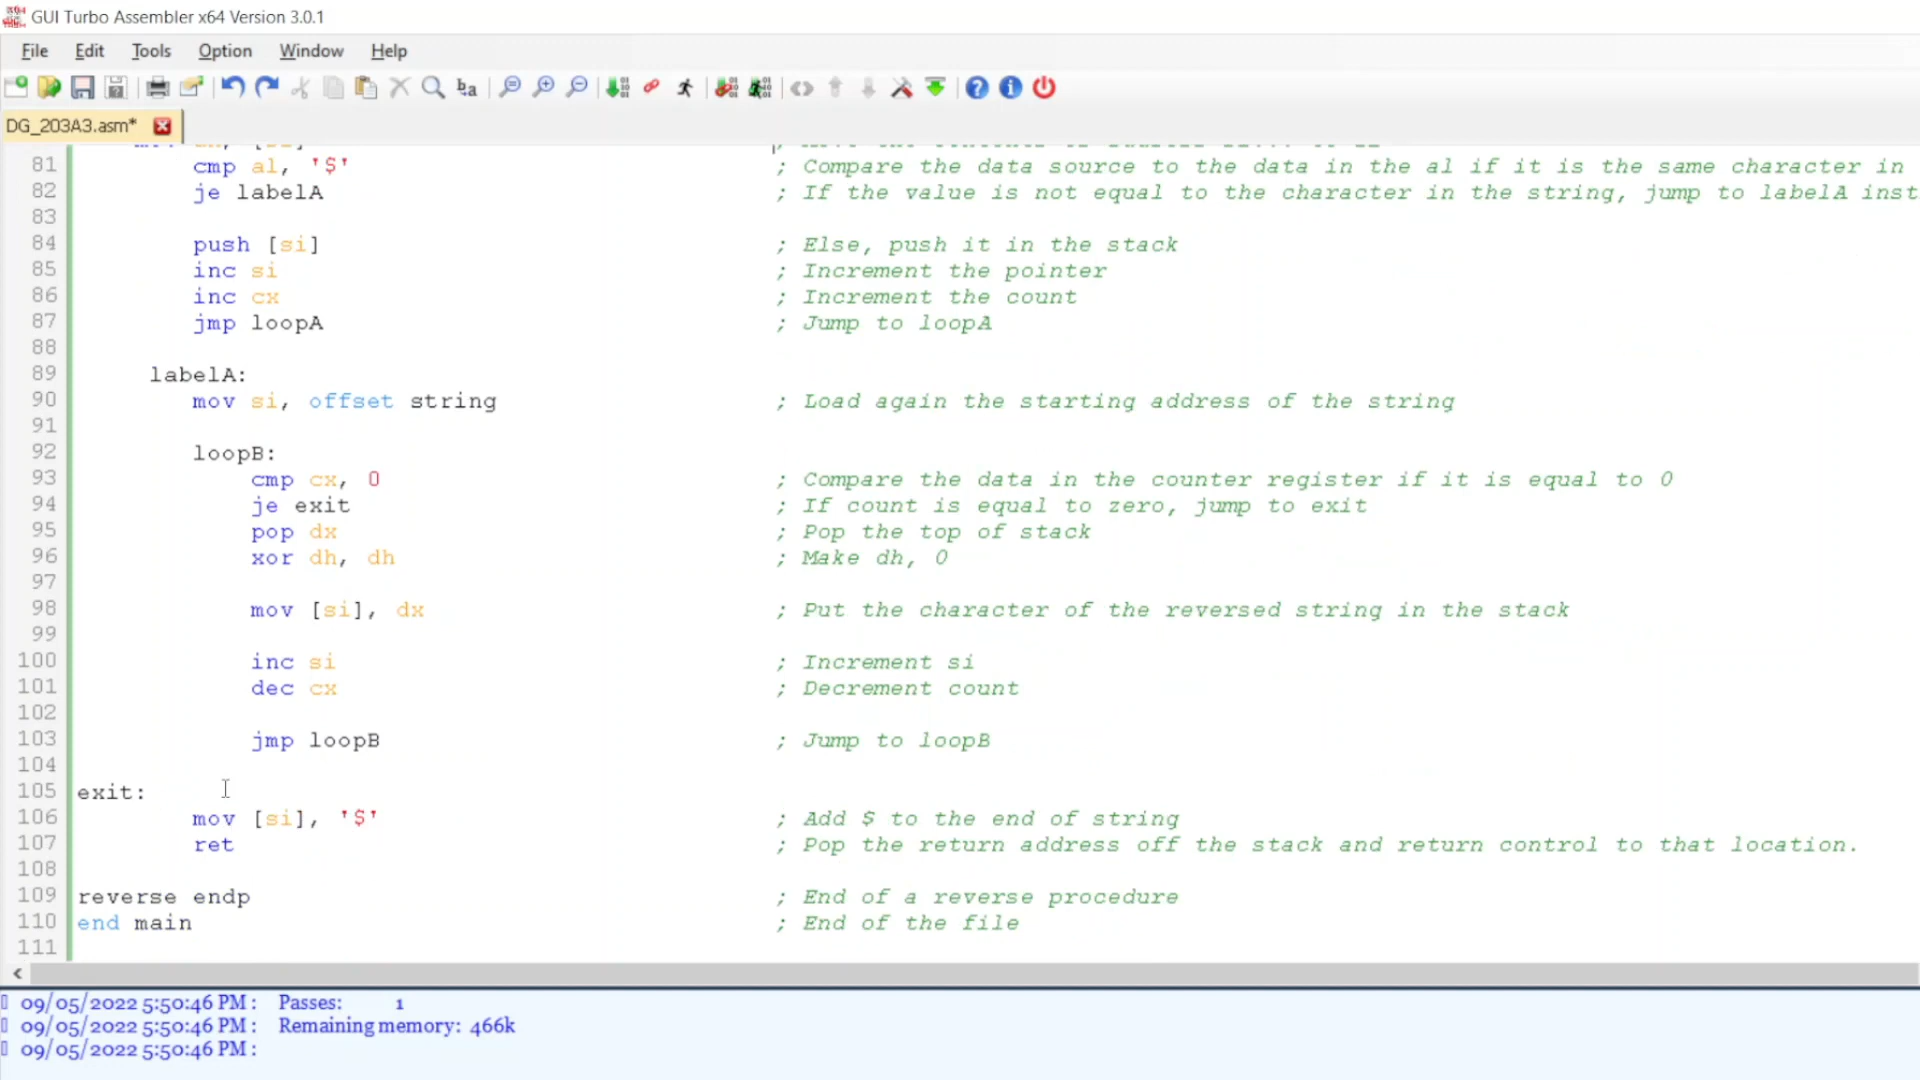 GUI Turbo Assembler x64 Version 3.0.1
File Edit Tools Option Window Help
DG_203A3.asm*
81 cmp al, '$' ; Compare the data source to the data in the al if it is the same character in
82 je labelA ; If the value is not equal to the character in the string, jump to labelA inst
83
84 push [si] ; Else, push it in the stack
85 inc si ; Increment the pointer
86 inc cx ; Increment the count
87 jmp loopA ; Jump to loopA
88
89 labelA:
90 mov si, offset string ; Load again the starting address of the string
91
92 loopB:
93 cmp cx, 0 ; Compare the data in the counter register if it is equal to 0
94 je exit ; If count is equal to zero, jump to exit
95 pop dx ; Pop the top of stack
96 xor dh, dh ; Make dh, 0
97
98 mov [si], dx ; Put the character of the reversed string in the stack
99
100 inc si ; Increment si
101 dec cx ; Decrement count
102
103 jmp loopB ; Jump to loopB
104
105 exit:
106 mov [si], '$' ; Add $ to the end of string
107 ret ; Pop the return address off the stack and return control to that location.
108
109 reverse endp ; End of a reverse procedure
110 end main ; End of the file
111
09/05/2022 5:50:46 PM : Passes: 1
09/05/2022 5:50:46 PM : Remaining memory: 466k
09/05/2022 5:50:46 PM :